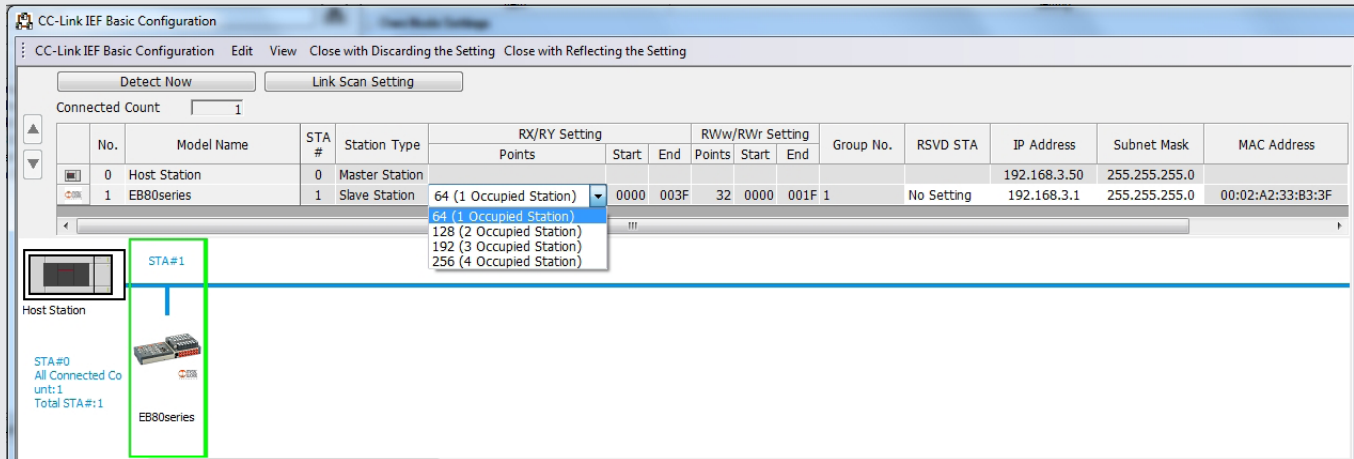 CC-Link IEF Basic Configuration
CC-Link IEF Basic Configuration Edit View Close with Discarding the Setting Close with Reflecting the Setting
Detect Now Link Scan Setting
Connected Count 1
No. Model Name STA # Station Type RX/RY Setting RWw/RWr Setting Group No. RSVD STA IP Address Subnet Mask MAC Address
Points Start End Points Start End
0 Host Station 0 Master Station 192.168.3.50 255.255.255.0
1 EB80series 1 Slave Station 64 (1 Occupied Station) 0000 003F 32 0000 001F 1 No Setting 192.168.3.1 255.255.255.0 00:02:A2:33:B3:3F
64 (1 Occupied Station)
128 (2 Occupied Station)
192 (3 Occupied Station)
256 (4 Occupied Station)
STA#1
Host Station
STA#0
All Connected Co
unt:1
Total STA#:1
EB80series